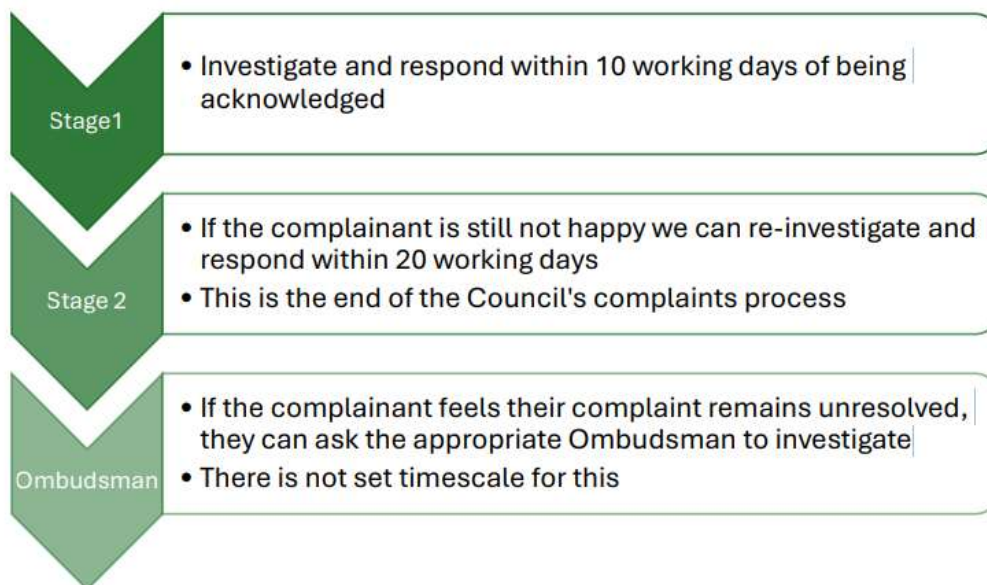 Stage1
• Investigate and respond within 10 working days of being
acknowledged
Stage 2
• If the complainant is still not happy we can re-investigate and
respond within 20 working days
• This is the end of the Council's complaints process
Ombudsman
• If the complainant feels their complaint remains unresolved,
they can ask the appropriate Ombudsman to investigate
• There is not set timescale for this